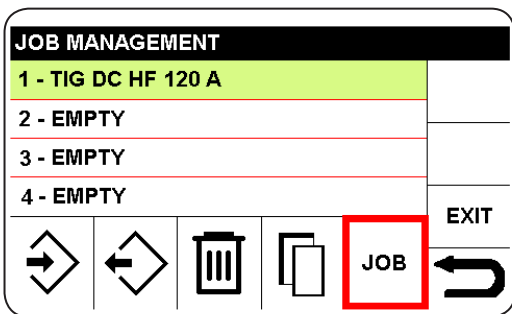 JOB MANAGEMENT
1 - TIG DC HF 120 A
2 - EMPTY
3 - EMPTY
4 - EMPTY
EXIT
JOB